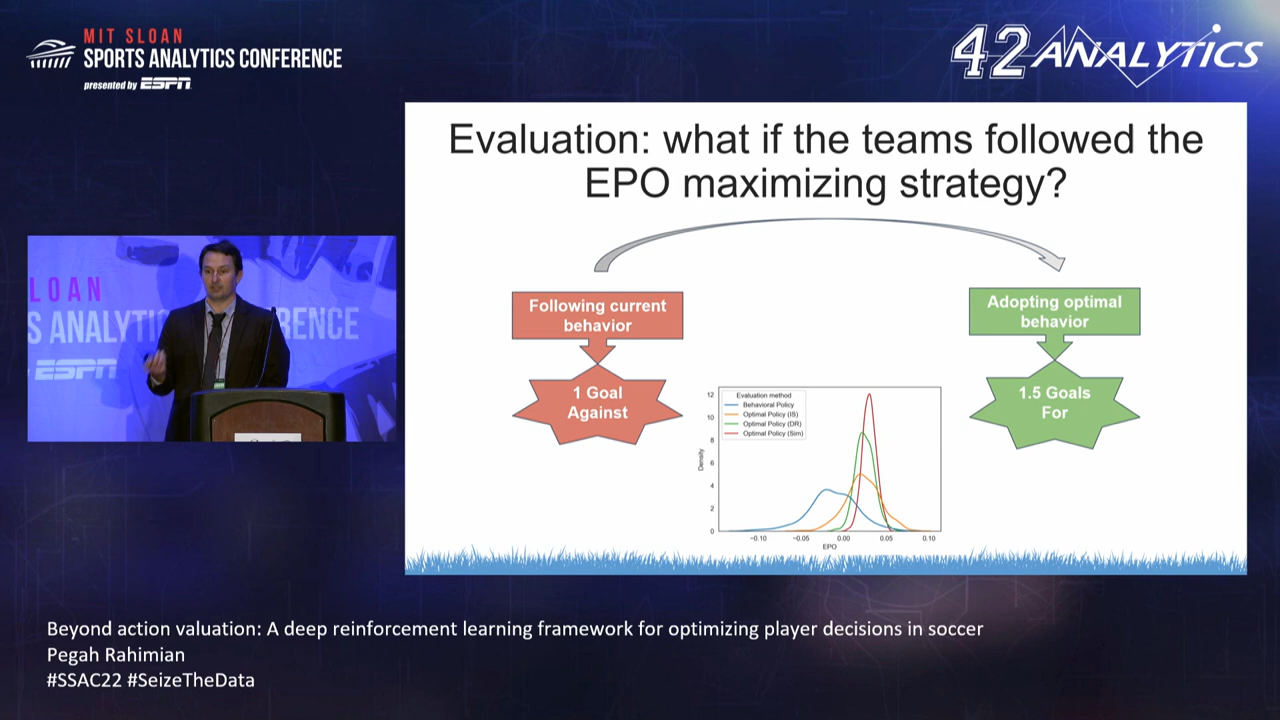 MIT SLOAN
SPORTS ANALYTICS CONFERENCE
presented by ESPN
42 ANALYTICS
Evaluation: what if the teams followed the
EPO maximizing strategy?
Following current
behavior
1 Goal
Against
Adopting optimal
behavior
1.5 Goals
For
Evaluation method
Behavioral Policy
Optimal Policy (IS)
Optimal Policy (DR)
Optimal Policy (Sim)
Density
12
10
8
6
4
2
0
−0.10 −0.05 0.00 0.05 0.10
EPO
LOAN
S ANALYTI RENCE
ESPN
Beyond action valuation: A deep reinforcement learning framework for optimizing player decisions in soccer
Pegah Rahimian
#SSAC22 #SeizeTheData